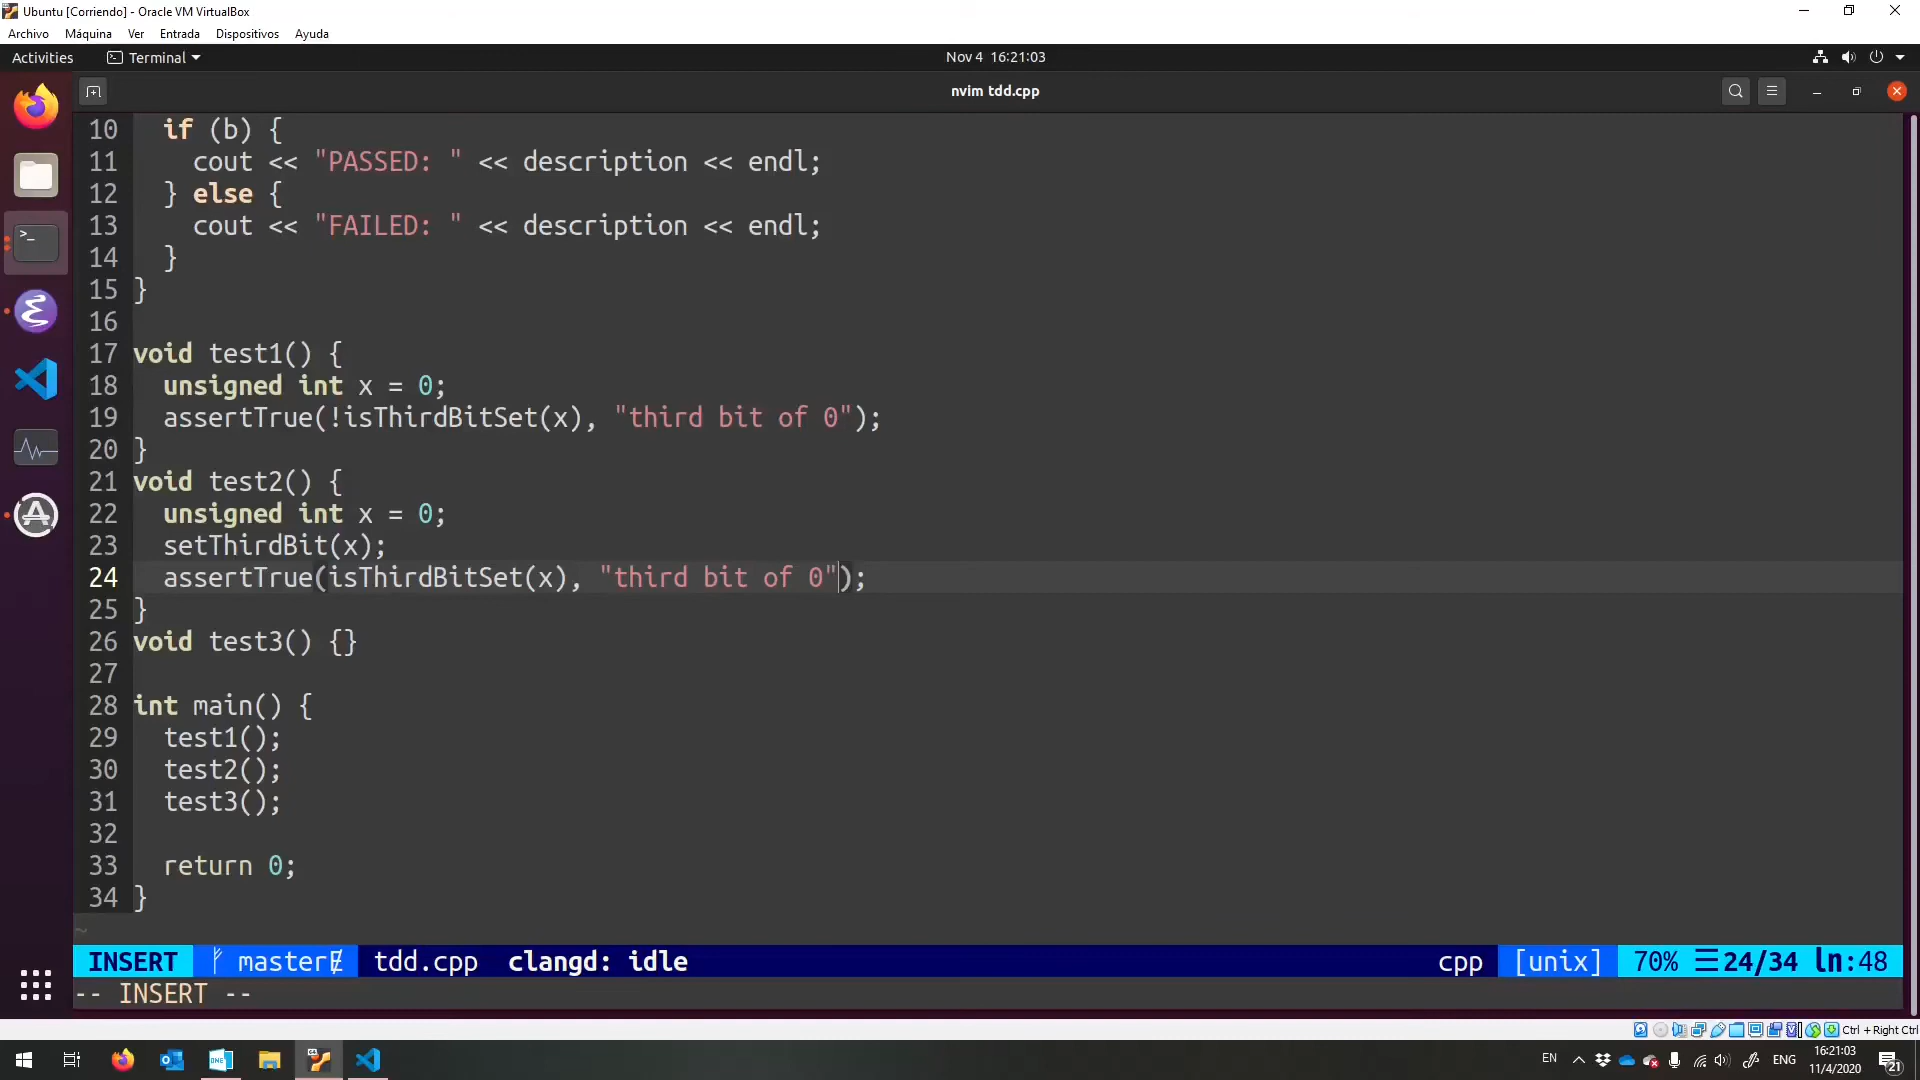 Ubuntu [Corriendo] - Oracle VM VirtualBox
Archivo Máquina Ver Entrada Dispositivos Ayuda
Activities Terminal Nov 4 16:21:03
nvim tdd.cpp
10 if (b) {
11 cout << "PASSED: " << description << endl;
12 } else {
13 cout << "FAILED: " << description << endl;
14 }
15 }
16
17 void test1() {
18 unsigned int x = 0;
19 assertTrue(!isThirdBitSet(x), "third bit of 0");
20 }
21 void test2() {
22 unsigned int x = 0;
23 setThirdBit(x);
24 assertTrue(isThirdBitSet(x), "third bit of 0");
25 }
26 void test3() {}
27
28 int main() {
29 test1();
30 test2();
31 test3();
32
33 return 0;
34 }
~
INSERT master tdd.cpp clangd: idle cpp [unix] 70% ☰24/34 ln:48
-- INSERT --
Ctrl + Right Ctrl
EN ENG 16:21:03
11/4/2020
21